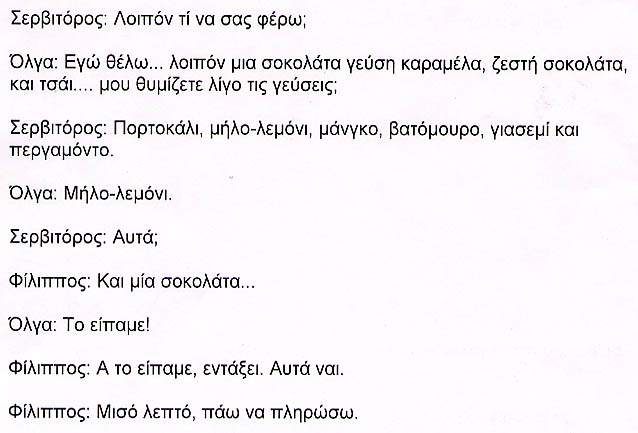 Σερβιτόρος: Λοιπόν τί να σας φέρω;
Όλγα: Εγώ θέλω... λοιπόν μια σοκολάτα γεύση καραμέλα, ζεστή σοκολάτα,
και τσάι.... μου θυμίζετε λίγο τις γεύσεις;
Σερβιτόρος: Πορτοκάλι, μήλο-λεμόνι, μάνγκο, βατόμουρο, γιασεμί και
περγαμόντο.
Όλγα: Μήλο-λεμόνι.
Σερβιτόρος: Αυτά;
Φίλιππος: Και μία σοκολάτα...
Όλγα: Το είπαμε!
Φίλιππος: Α το είπαμε, εντάξει. Αυτά ναι.
Φίλιππος: Μισό λεπτό, πάω να πληρώσω.